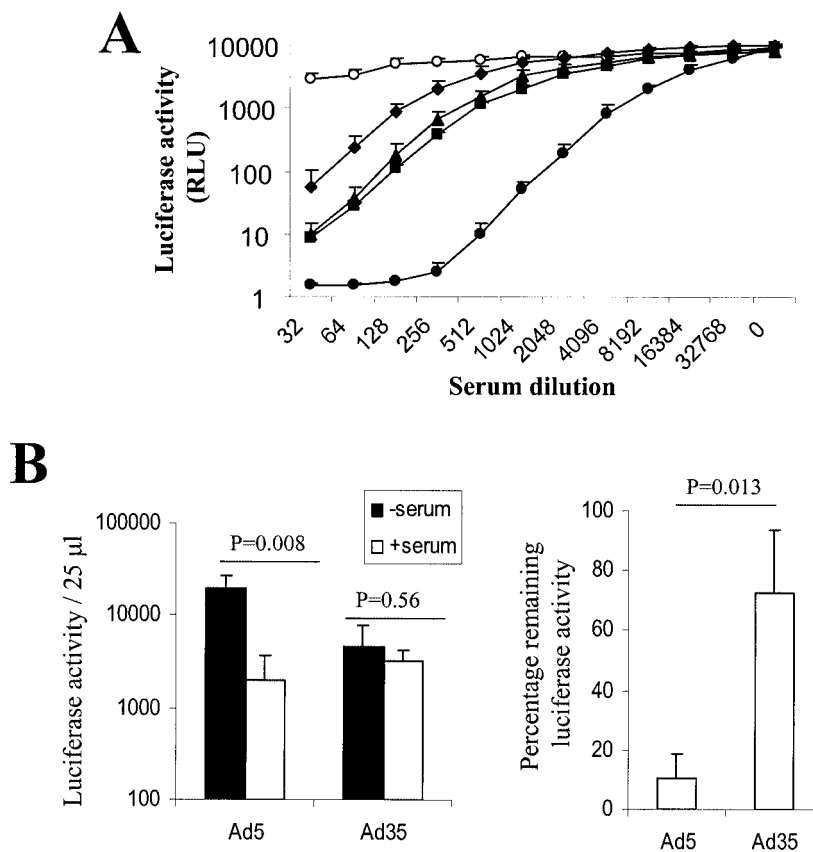 A
Luciferase activity
(RLU)
10000
1000
100
10
1
32
64
128
256
512
1024
2048
4096
8192
16384
32768
0
Serum dilution
B
Luciferase activity / 25 µl
100000
10000
1000
100
P=0.008
-serum
+serum
P=0.56
Ad5
Ad35
Percentage remaining
luciferase activity
100
80
60
40
20
0
P=0.013
Ad5
Ad35